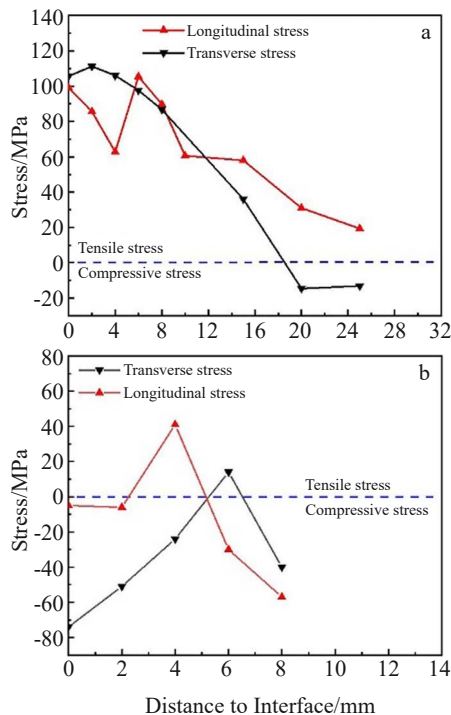 140
120
100
80
60
40
20
0
-20
Stress/MPa
Longitudinal stress
Transverse stress
a
Tensile stress
Compressive stress
0 4 8 12 16 20 24 28 32
80
60
40
20
0
-20
-40
-60
-80
Stress/MPa
Transverse stress
Longitudinal stress
b
Tensile stress
Compressive stress
0 2 4 6 8 10 12 14
Distance to Interface/mm